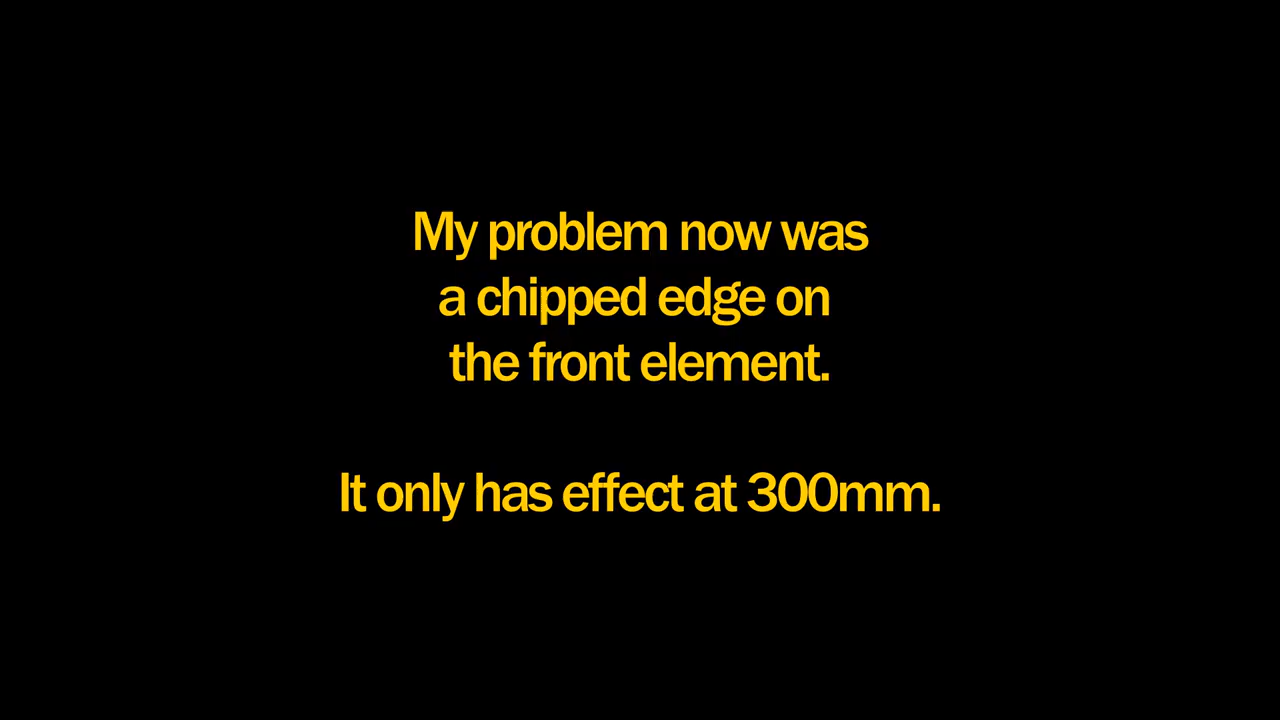 My problem now was
a chipped edge on
the front element.
It only has effect at 300mm.